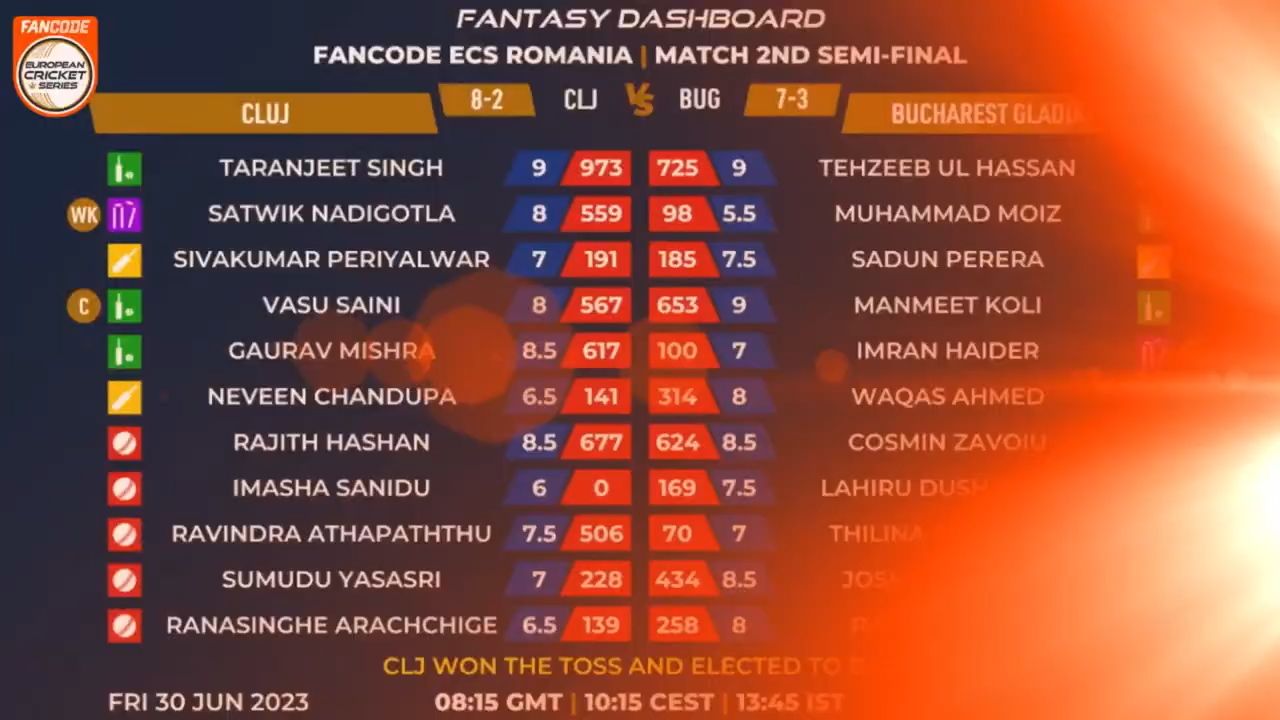 FANCODE
EUROPEAN
CRICKET
SERIES
FANTASY DASHBOARD
FANCODE ECS ROMANIA | MATCH 2ND SEMI-FINAL
CLUJ 8-2 CLJ VS BUG 7-3 BUCHAREST
TARANJEET SINGH 9 973 725 9 TEHZEEB UL HASSAN
WK SATWIK NADIGOTLA 8 559 98 5.5 MUHAMMAD MOIZ
SIVAKUMAR PERIYALWAR 7 191 185 7.5 SADUN PERERA
C VASU SAINI 8 567 653 9 MANMEET KOLI
GAURAV MISHRA 8.5 617 100 7 IMRAN HAIDER
NEVEEN CHANDUPA 6.5 141 314 8 WAQAS AHMED
RAJITH HASHAN 8.5 677 624 8.5 COSMIN ZAVOIU
IMASHA SANIDU 6 0 169 7.5 LAHIRU
RAVINDRA ATHAPATHTHU 7.5 506 70 7 THILINA
SUMUDU YASASRI 7 228 434 8.5
RANASINGHE ARACHCHIGE 6.5 139 258 8
CLJ WON THE TOSS AND ELECTED TO
FRI 30 JUN 2023 08:15 GMT | 10:15 CEST | 13:45 IST